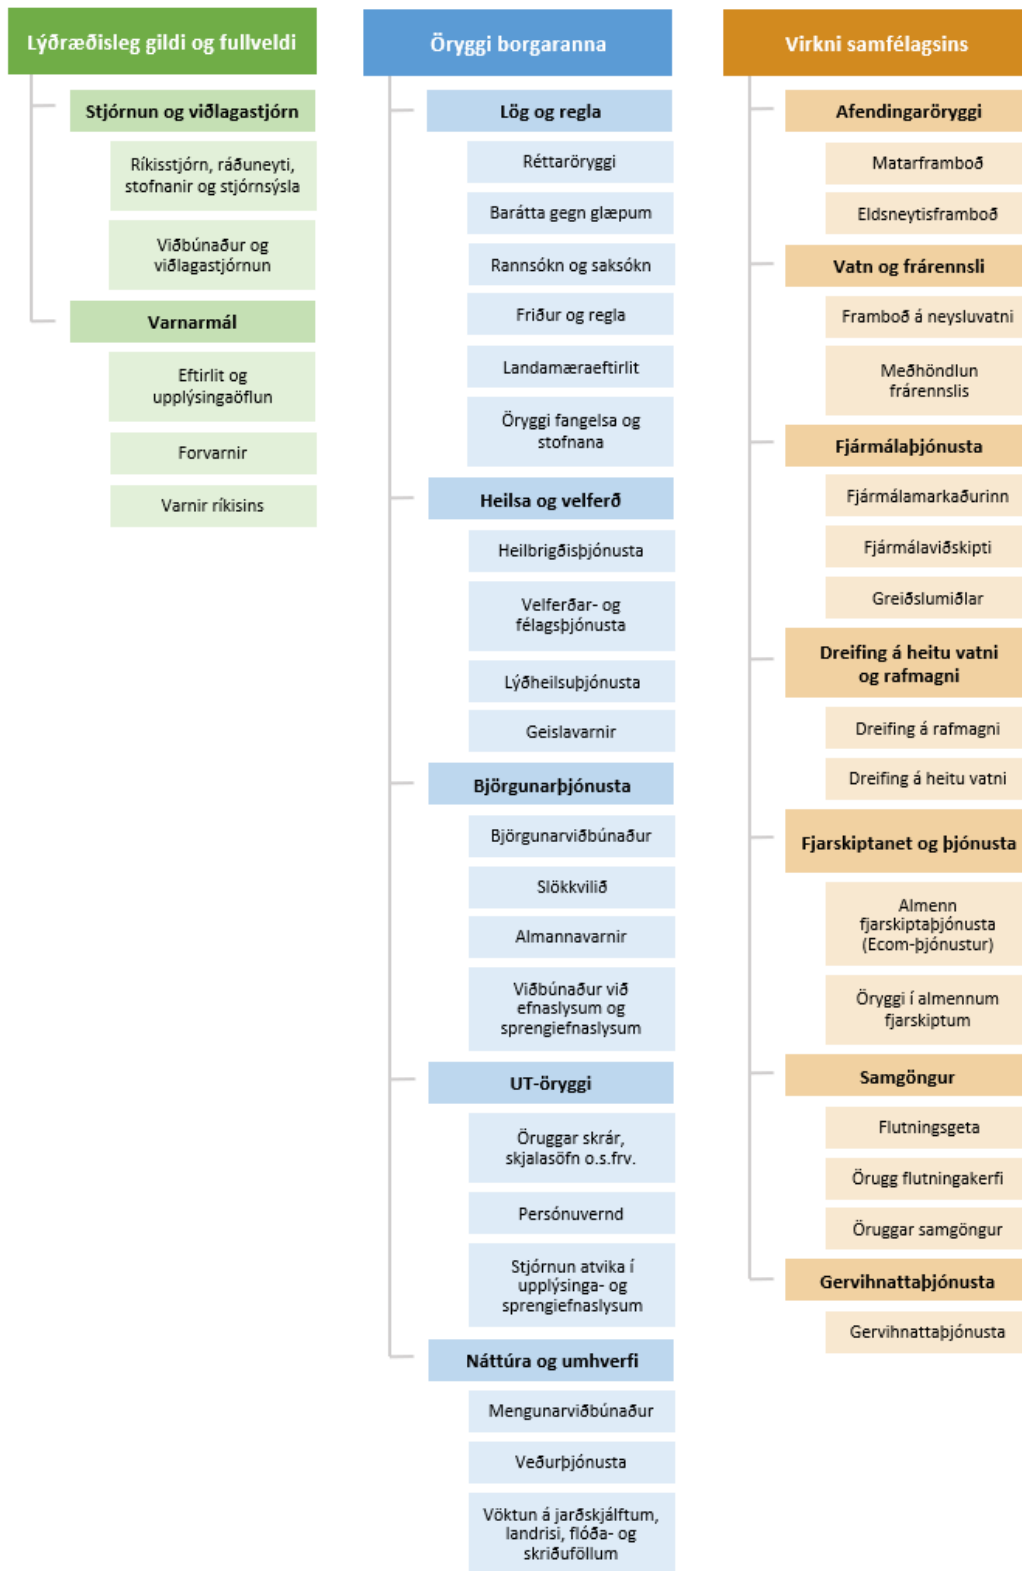 Lýðræðisleg gildi og fullveldi
Stjórnun og viðlagastjórn
Ríkisstjórn, ráðuneyti,
stofnanir og stjórnsýsla
Viðbúnaður og
viðlagastjórnun
Varnarmál
Eftirlit og
upplýsingaöflun
Forvarnir
Varnir ríkisins
Öryggi borgaranna
Lög og regla
Réttaröryggi
Barátta gegn glæpum
Rannsókn og saksókn
Friður og regla
Landamæraeftirlit
Öryggi fangelsa og
stofnana
Heilsa og velferð
Heilbrigðisþjónusta
Velferðar- og
félagsþjónusta
Lýðheilsuþjónusta
Geislavarnir
Björgunarþjónusta
Björgunarviðbúnaður
Slökkvilið
Almannavarnir
Viðbúnaður við
efnaslysum og
sprengiefnaslysum
UT-öryggi
Öruggar skrár,
skjalasöfn o.s.frv.
Persónuvernd
Stjórnun atvika í
upplýsinga- og
sprengiefnaslysum
Náttúra og umhverfi
Mengunarviðbúnaður
Veðurþjónusta
Vöktun á jarðskjálftum,
landrisi, flóða- og
skriðuföllum
Virkni samfélagsins
Afendingaröryggi
Matarframboð
Eldsneytisframboð
Vatn og frárennsli
Framboð á neysluvatni
Meðhöndlun
frárennslis
Fjármálaþjónusta
Fjármálamarkaðurinn
Fjármálaviðskipti
Greiðslumiðlar
Dreifing á heitu vatni
og rafmagni
Dreifing á rafmagni
Dreifing á heitu vatni
Fjarskiptanet og þjónusta
Almenn
fjarskiptaþjónusta
(Ecom-þjónustur)
Öryggi í almennum
fjarskiptum
Samgöngur
Flutningsgeta
Örugg flutningakerfi
Öruggar samgöngur
Gervihnattaþjónusta
Gervihnattaþjónusta